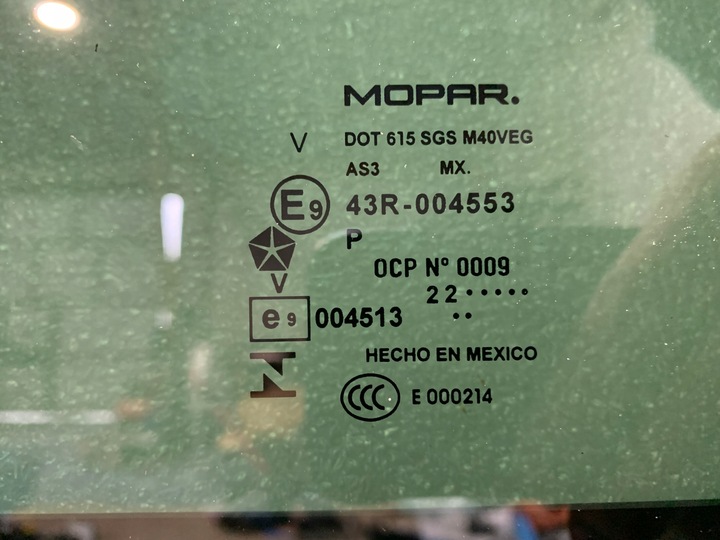 MOPAR.
V DOT 615 SGS M40VEG
AS3 MX.
E9 43R-004553
P
OCP Nº 0009
V
22•••••
••
e9 004513
HECHO EN MEXICO
CCC E 000214